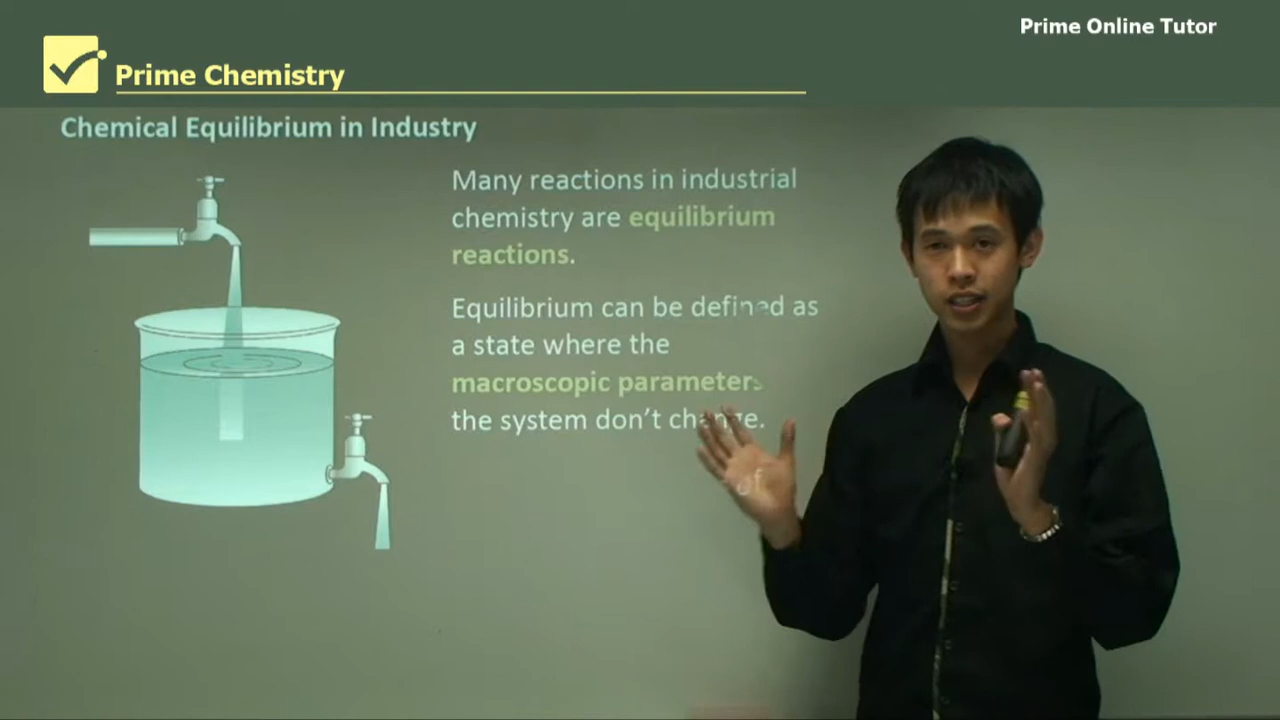 Prime Online Tutor
Prime Chemistry
Chemical Equilibrium in Industry
Many reactions in industrial
chemistry are equilibrium
reactions.
Equilibrium can be defined as
a state where the
macroscopic parameters of
the system don't change.